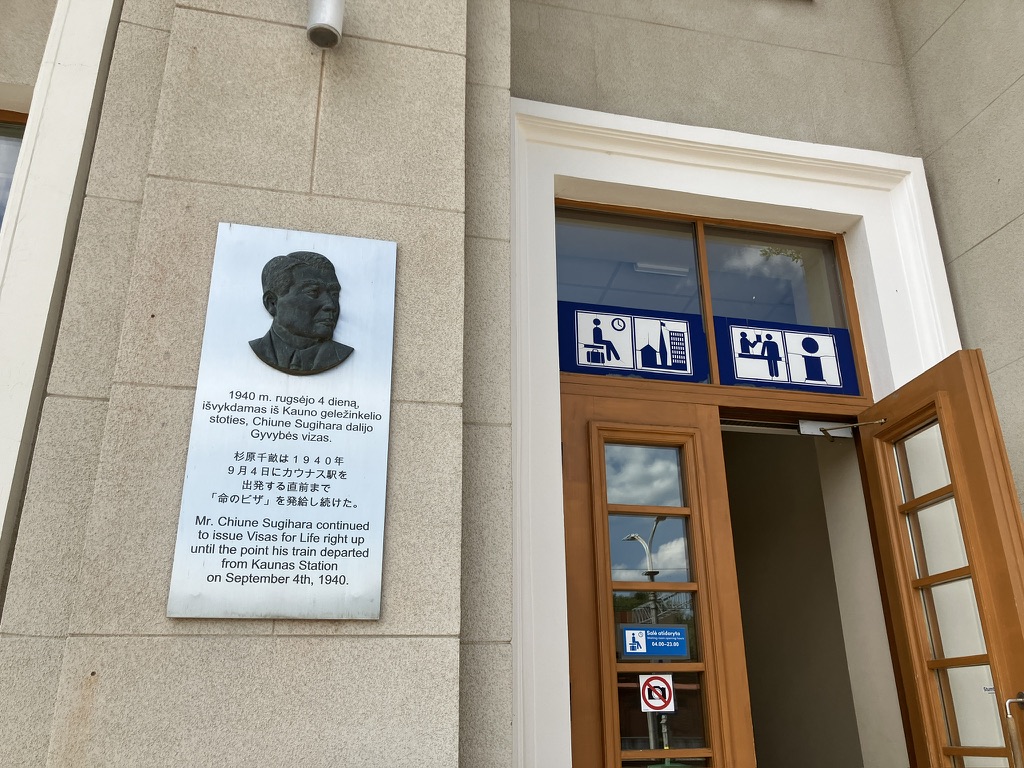 1940 m. rugsėjo 4 dieną,
išvykdamas iš Kauno geležinkelio
stoties, Chiune Sugihara dalijo
Gyvybės vizas.
杉原千畝は１９４０年
９月４日にカウナス駅を
出発する直前まで
「命のビザ」を発給し続けた。
Mr. Chiune Sugihara continued
to issue Visas for Life right up
until the point his train departed
from Kaunas Station
on September 4th, 1940.
Salė atidaryta
04.00–23.00